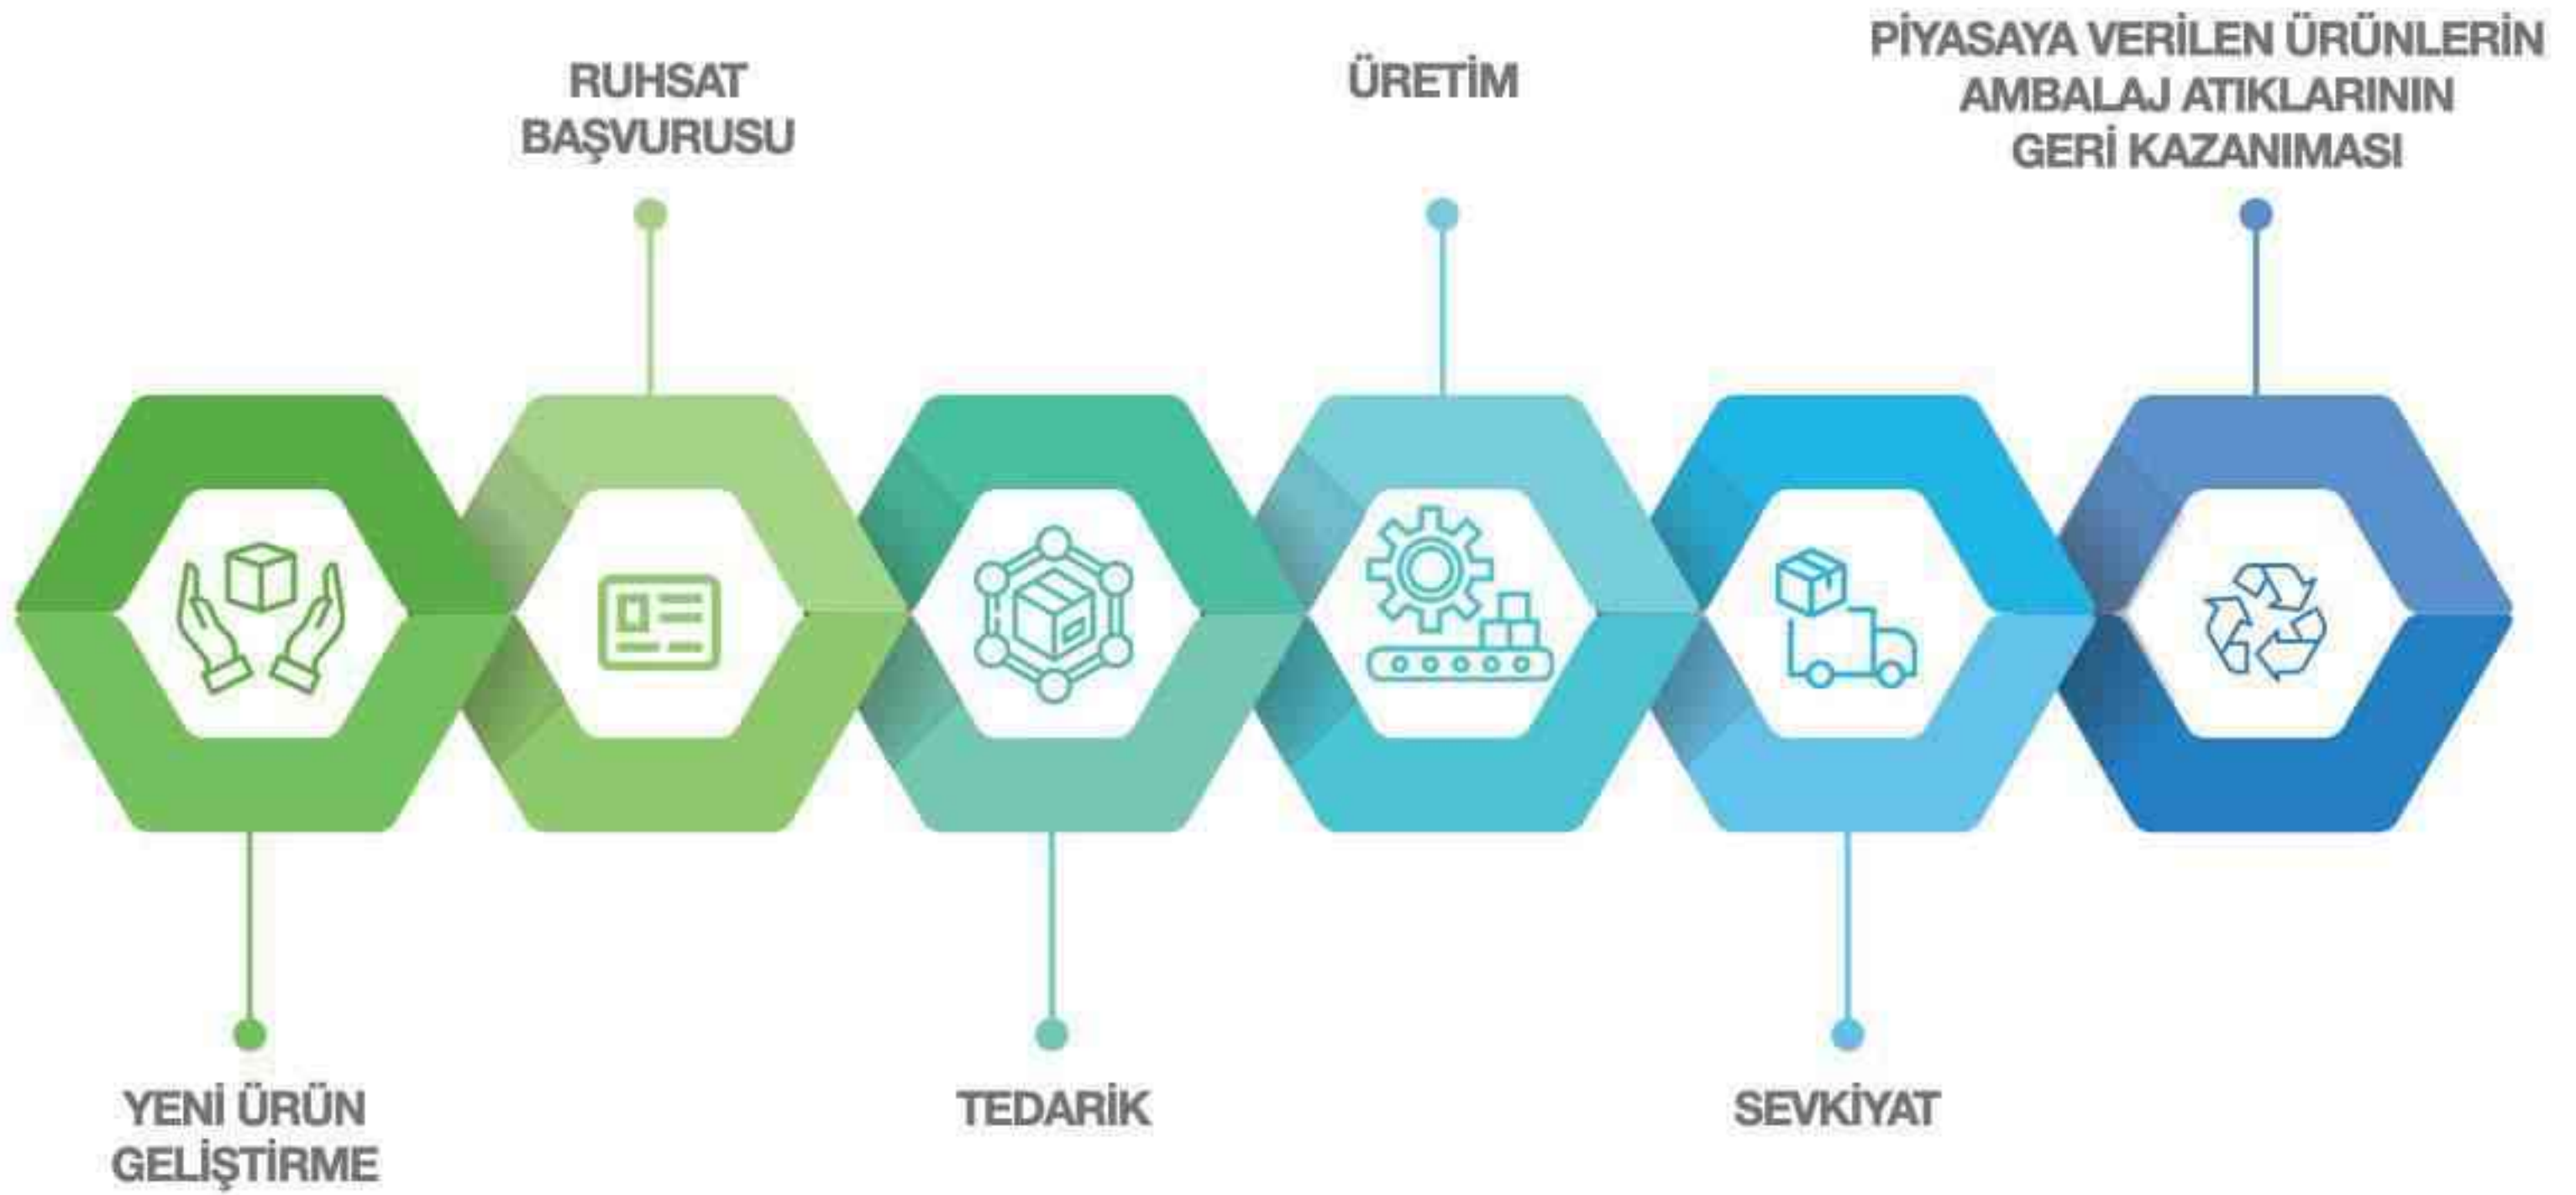 YENİ ÜRÜN
GELİŞTİRME
RUHSAT
BAŞVURUSU
TEDARİK
ÜRETİM
SEVKİYAT
PİYASAYA VERİLEN ÜRÜNLERİN
AMBALAJ ATIKLARININ
GERİ KAZANIMASI